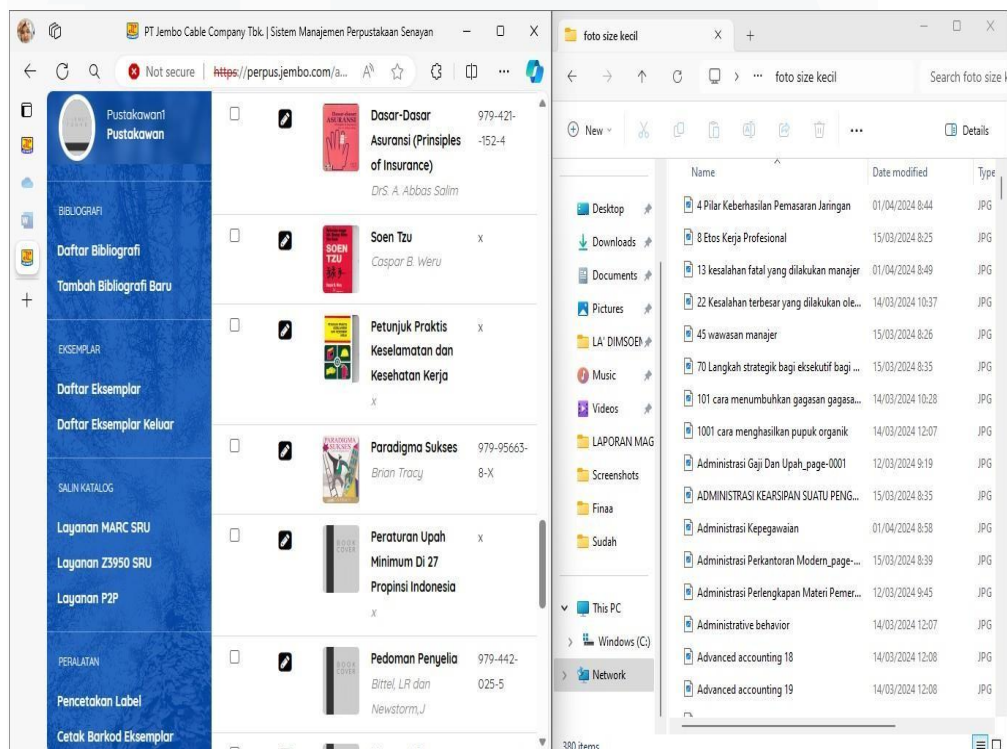 PT Jembo Cable Company Tbk. | Sistem Manajemen Perpustakaan Senayan
Not secure | https://perpus.jembo.com/a...
Pustakawan1
Pustakawan
BIBLIOGRAFI
Daftar Bibliografi
Tambah Bibliografi Baru
EKSEMPLAR
Daftar Eksemplar
Daftar Eksemplar Keluar
SALIN KATALOG
Layanan MARC SRU
Layanan Z3950 SRU
Layanan P2P
PERALATAN
Pencetakan Label
Cetak Barkod Eksemplar
ASURANSI
Dasar-Dasar
Asuransi (Prinsiples
of Insurance)
DrS. A. Abbas Salim
979-421-
-152-4
SOEN
TZU
Soen Tzu
Caspar B. Weru
x
Petunjuk Praktis
Keselamatan dan
Kesehatan Kerja
x
x
PARADIGMA
SUKSES
Paradigma Sukses
Brian Tracy
979-95663-
8-X
BOOK
COVER
Peraturan Upah
Minimum Di 27
Propinsi Indonesia
x
x
BOOK
COVER
Pedoman Penyelia
Bittel, LR dan
Newstorm,J
979-442-
025-5
foto size kecil
foto size kecil
Search foto size k
New
Details
Desktop
Downloads
Documents
Pictures
LA' DIMSOEN
Music
Videos
LAPORAN MAG
Screenshots
Finaa
Sudah
This PC
Windows (C:)
Network
Name Date modified Type
4 Pilar Keberhasilan Pemasaran Jaringan 01/04/2024 8:44 JPG
8 Etos Kerja Profesional 15/03/2024 8:25 JPG
13 kesalahan fatal yang dilakukan manajer 01/04/2024 8:49 JPG
22 Kesalahan terbesar yang dilakukan ole... 14/03/2024 10:37 JPG
45 wawasan manajer 15/03/2024 8:26 JPG
70 Langkah strategik bagi eksekutif bagi ... 15/03/2024 8:35 JPG
101 cara menumbuhkan gagasan gagasa... 14/03/2024 10:28 JPG
1001 cara menghasilkan pupuk organik 14/03/2024 12:07 JPG
Administrasi Gaji Dan Upah_page-0001 12/03/2024 9:19 JPG
ADMINISTRASI KEARSIPAN SUATU PENG... 15/03/2024 8:35 JPG
Administrasi Kepegawaian 01/04/2024 8:58 JPG
Administrasi Perkantoran Modern_page-... 15/03/2024 8:39 JPG
Administrasi Perlengkapan Materi Pemer... 12/03/2024 9:45 JPG
Administrative behavior 14/03/2024 12:07 JPG
Advanced accounting 18 14/03/2024 12:08 JPG
Advanced accounting 19 14/03/2024 12:08 JPG
380 items